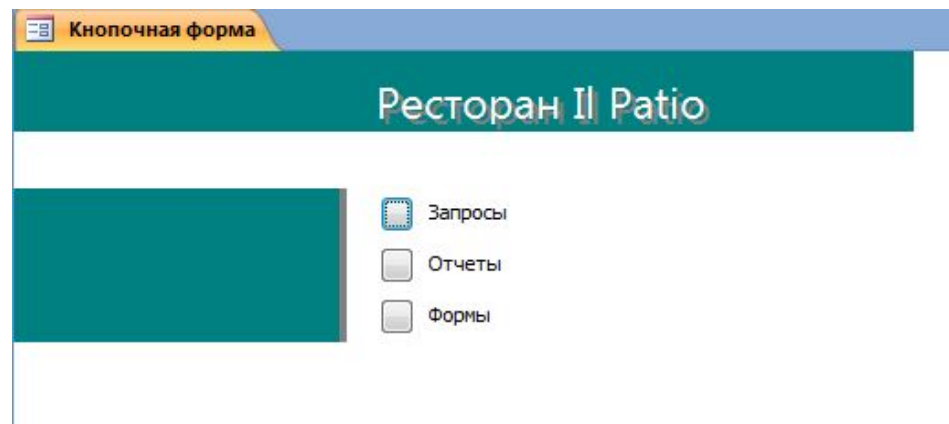 Кнопочная форма
Ресторан Il Patio
Запросы
Отчеты
Формы